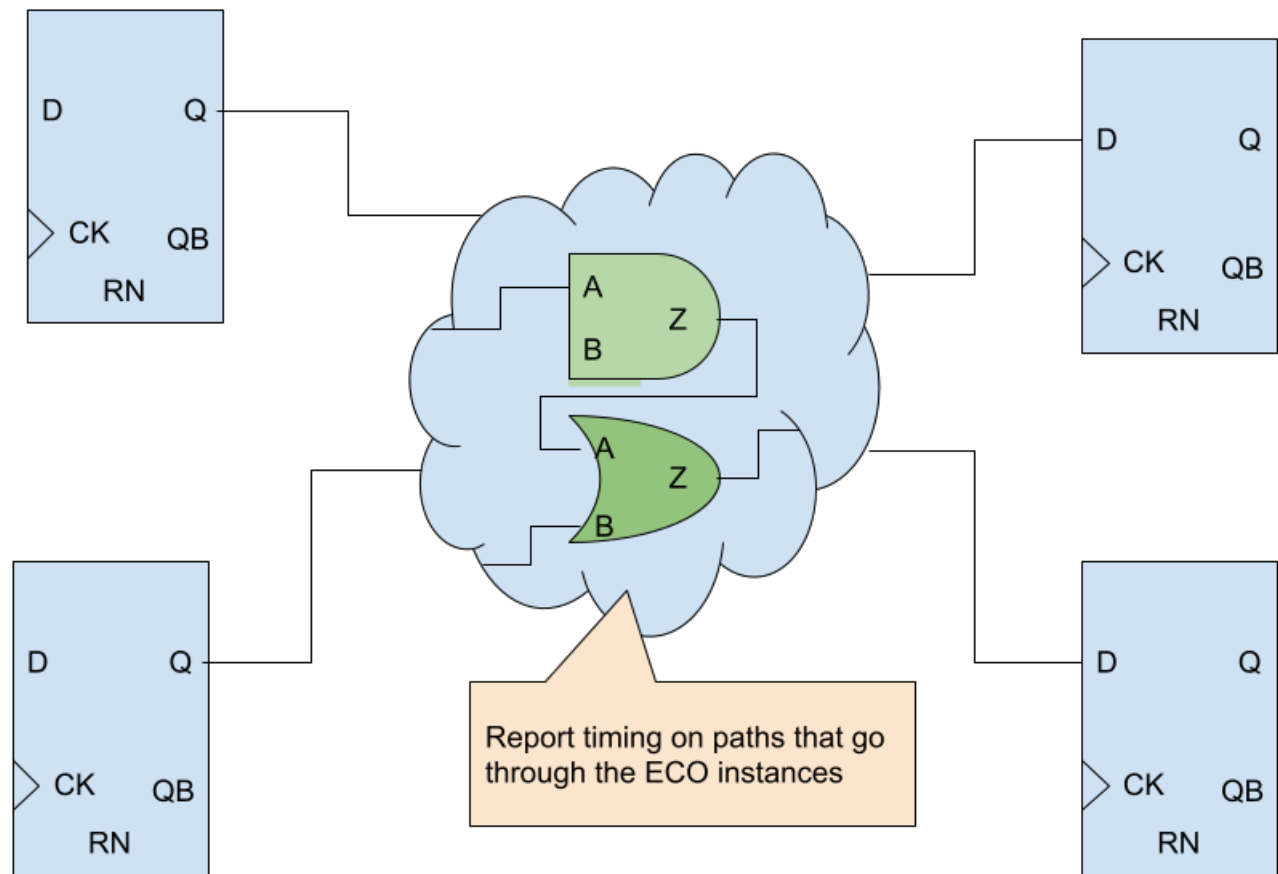 D Q
CK QB
RN
D Q
CK QB
RN
A
Z
B
A
Z
B
D Q
CK QB
RN
D Q
CK QB
RN
Report timing on paths that go
through the ECO instances